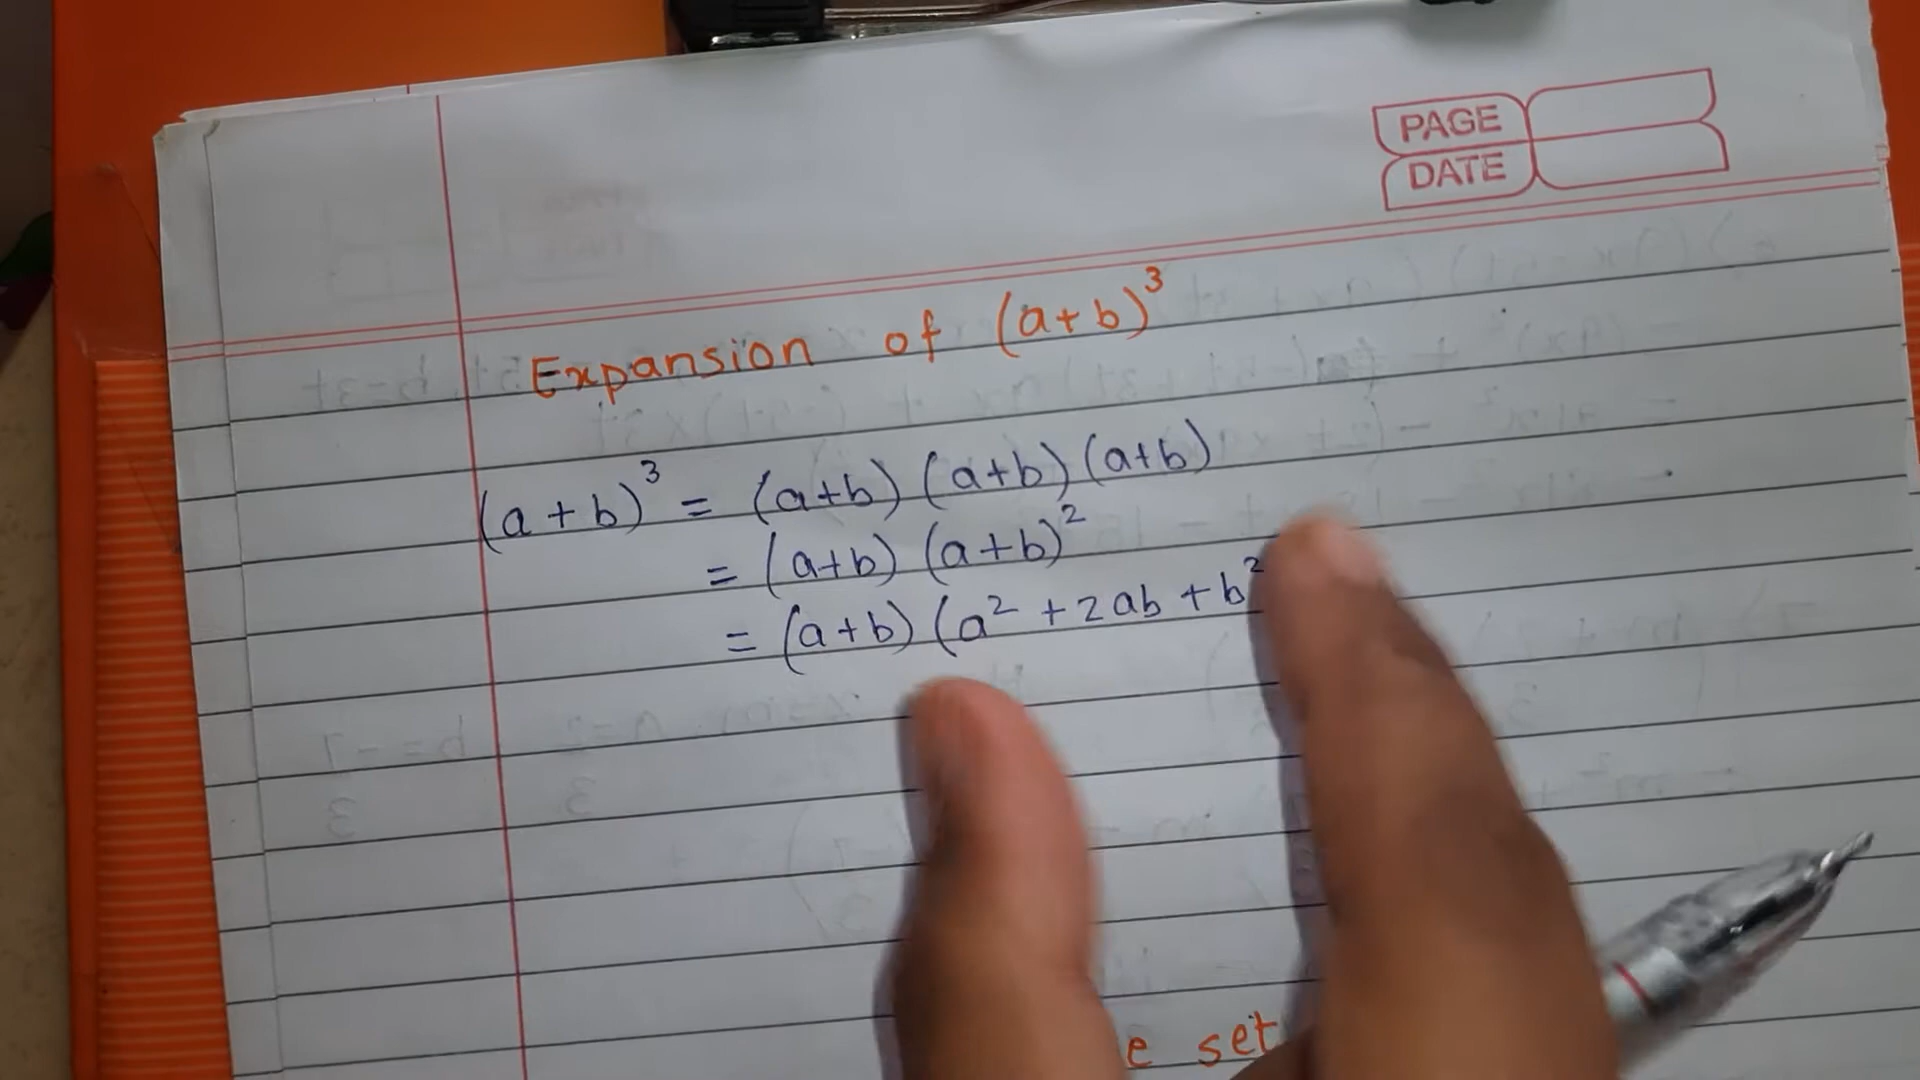 PAGE
DATE
Expansion of (a+b)³
(a+b)³ = (a+b)(a+b)(a+b)
= (a+b)(a+b)²
= (a+b)(a² + 2ab + b²
set